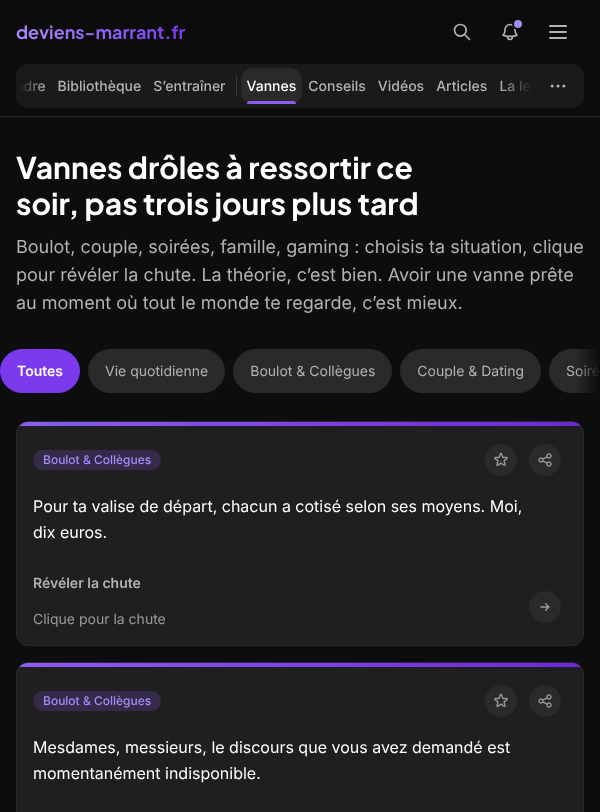 deviens-marrant.fr
Bibliothèque S'entraîner Vannes Conseils Vidéos Articles La
Vannes drôles à ressortir ce
soir, pas trois jours plus tard
Boulot, couple, soirées, famille, gaming : choisis ta situation, clique
pour révéler la chute. La théorie, c'est bien. Avoir une vanne prête
au moment où tout le monde te regarde, c'est mieux.
Toutes Vie quotidienne Boulot & Collègues Couple & Dating
Boulot & Collègues
Pour ta valise de départ, chacun a cotisé selon ses moyens. Moi,
dix euros.
Révéler la chute
Clique pour la chute
Boulot & Collègues
Mesdames, messieurs, le discours que vous avez demandé est
momentanément indisponible.